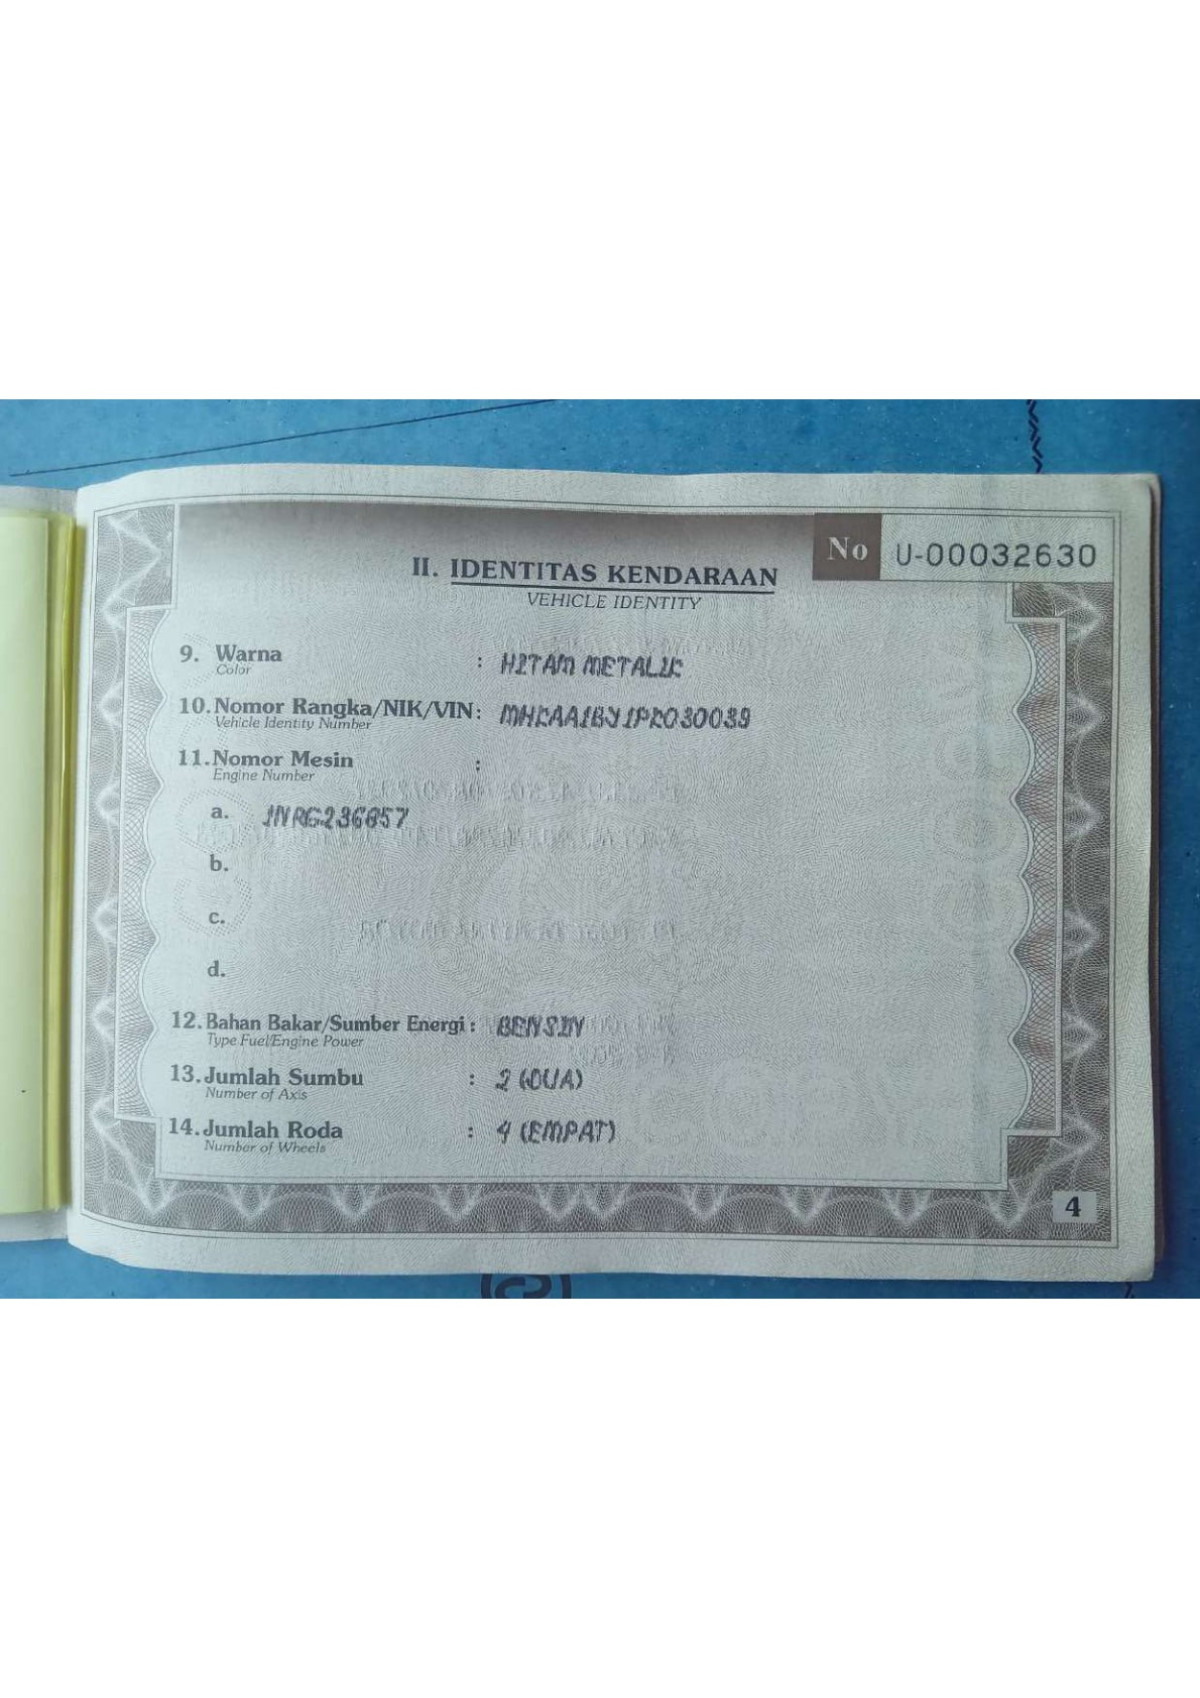 No U-00032630
II. IDENTITAS KENDARAAN
VEHICLE IDENTITY
9. Warna : HITAM METALIK
Color
10. Nomor Rangka/NIK/VIN : MHKAA1BY1PK030039
Vehicle Identity Number
11. Nomor Mesin :
Engine Number
a. 1NRG236857
b.
c.
d.
12. Bahan Bakar/Sumber Energi : BENSIN
Type Fuel/Engine Power
13. Jumlah Sumbu : 2 (DUA)
Number of Axis
14. Jumlah Roda : 4 (EMPAT)
Number of Wheels
4